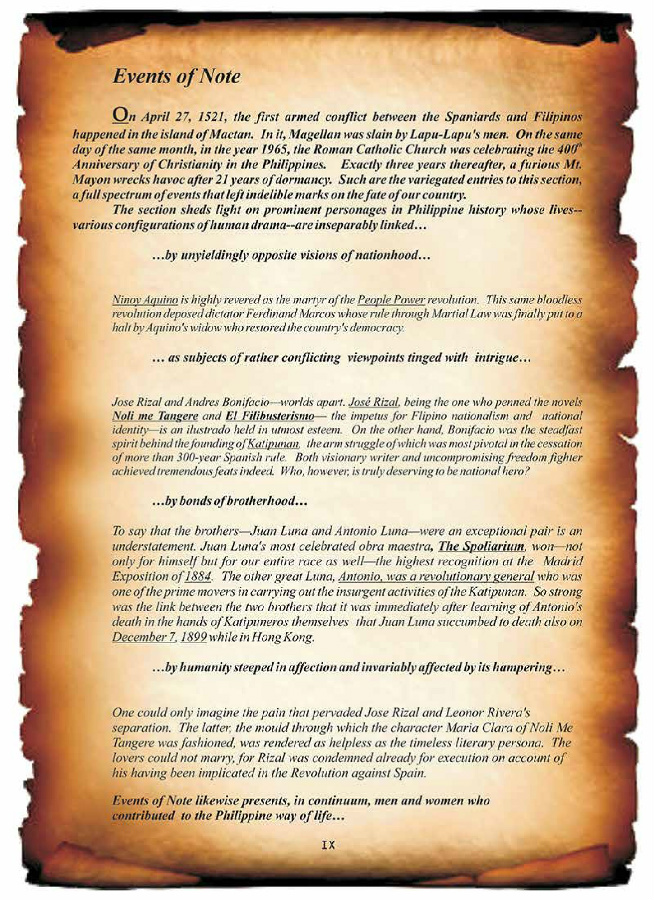 Events of Note
On April 27, 1521, the first armed conflict between the Spaniards and Filipinos
happened in the island of Mactan. In it, Magellan was slain by Lapu-Lapu's men. On the same
day of the same month, in the year 1965, the Roman Catholic Church was celebrating the 400th
Anniversary of Christianity in the Philippines. Exactly three years thereafter, a furious Mt.
Mayon wrecks havoc after 21 years of dormancy. Such are the variegated entries to this section,
a full spectrum of events that left indelible marks on the fate of our country.
The section sheds light on prominent personages in Philippine history whose lives--
various configurations of human drama--are inseparably linked…
…by unyieldingly opposite visions of nationhood…
Ninoy Aquino is highly revered as the martyr of the People Power revolution. This same bloodless
revolution deposed dictator Ferdinand Marcos whose rule through Martial Law was finally put to a
halt by Aquino's widow who restored the country's democracy.
… as subjects of rather conflicting viewpoints tinged with intrigue…
Jose Rizal and Andres Bonifacio—worlds apart. José Rizal, being the one who penned the novels
Noli me Tangere and El Filibusterismo— the impetus for Flipino nationalism and national
identity—is an ilustrado held in utmost esteem. On the other hand, Bonifacio was the steadfast
spirit behind the founding of Katipunan, the arm struggle of which was most pivotal in the cessation
of more than 300-year Spanish rule. Both visionary writer and uncompromising freedom fighter
achieved tremendous feats indeed. Who, however, is truly deserving to be national hero?
…by bonds of brotherhood…
To say that the brothers—Juan Luna and Antonio Luna—were an exceptional pair is an
understatement. Juan Luna's most celebrated obra maestra, The Spoliarium, won—not
only for himself but for our entire race as well—the highest recognition at the Madrid
Exposition of 1884. The other great Luna, Antonio, was a revolutionary general who was
one of the prime movers in carrying out the insurgent activities of the Katipunan. So strong
was the link between the two brothers that it was immediately after learning of Antonio's
death in the hands of Katipuneros themselves that Juan Luna succumbed to death also on
December 7, 1899 while in Hong Kong.
…by humanity steeped in affection and invariably affected by its hampering…
One could only imagine the pain that pervaded Jose Rizal and Leonor Rivera's
separation. The latter, the mould through which the character Maria Clara of Noli Me
Tangere was fashioned, was rendered as helpless as the timeless literary persona. The
lovers could not marry, for Rizal was condemned already for execution on account of
his having been implicated in the Revolution against Spain.
Events of Note likewise presents, in continuum, men and women who
contributed to the Philippine way of life…
IX